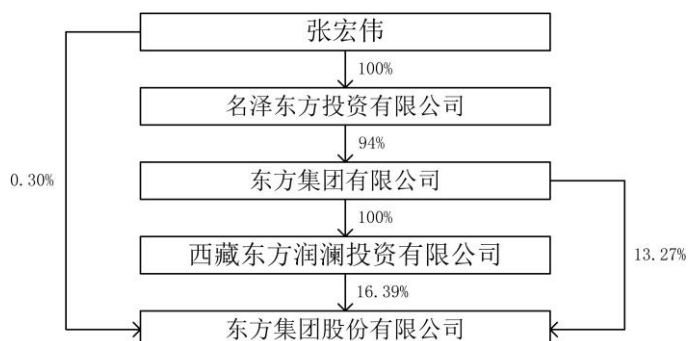 张宏伟
100%
名泽东方投资有限公司
94%
0.30%
东方集团有限公司
100%
西藏东方润澜投资有限公司
13.27%
16.39%
东方集团股份有限公司